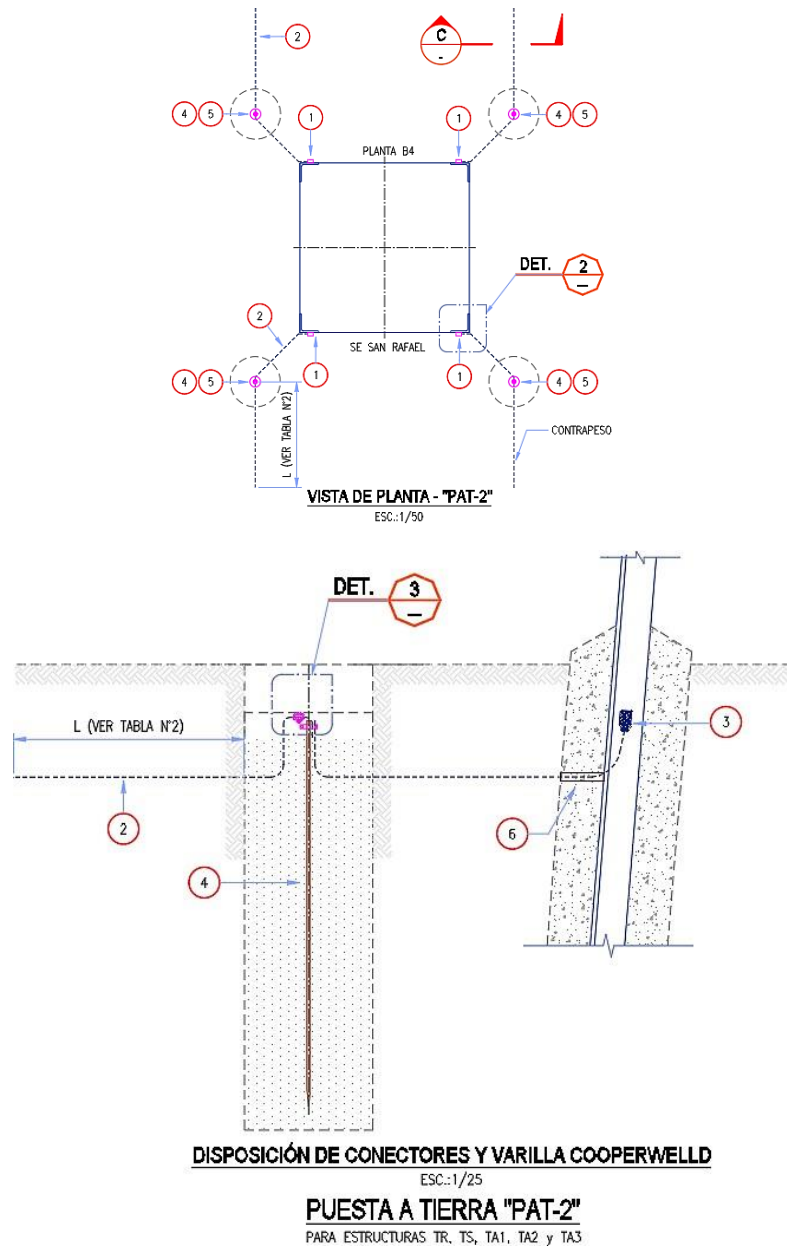 2
C
-
4 5
1
1
4 5
PLANTA B4
DET. 2
—
2
SE SAN RAFAEL
4 5
1
1
4 5
L (VER TABLA N°2)
CONTRAPESO
VISTA DE PLANTA - "PAT-2"
ESC.:1/50
DET. 3
—
L (VER TABLA N°2)
3
2
6
4
DISPOSICIÓN DE CONECTORES Y VARILLA COOPERWELLD
ESC.:1/25
PUESTA A TIERRA "PAT-2"
PARA ESTRUCTURAS TR, TS, TA1, TA2 y TA3